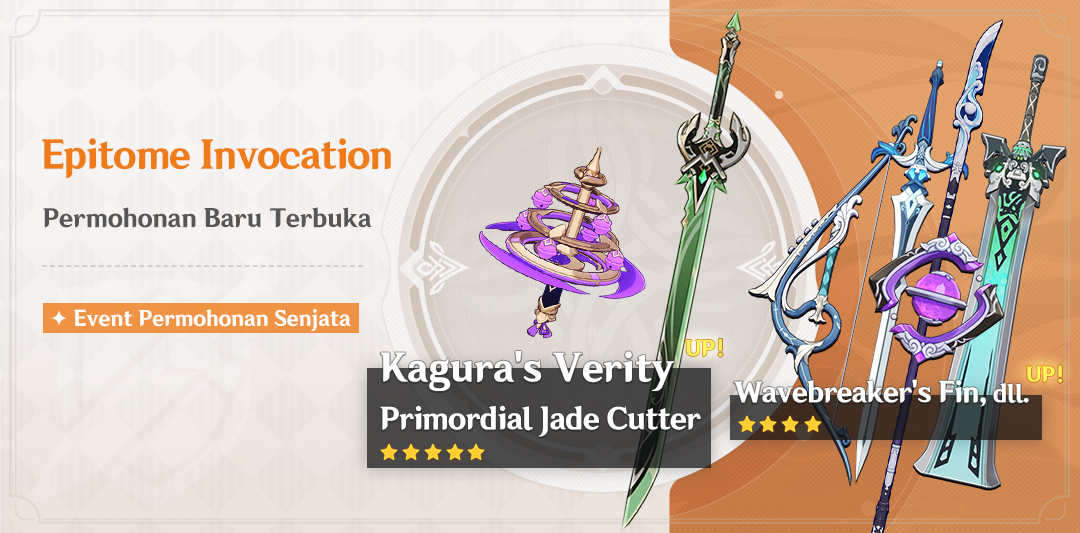 Epitome Invocation
Permohonan Baru Terbuka
✦ Event Permohonan Senjata
Kagura's Verity
UP!
Primordial Jade Cutter
Wavebreaker's Fin, dll.
UP!